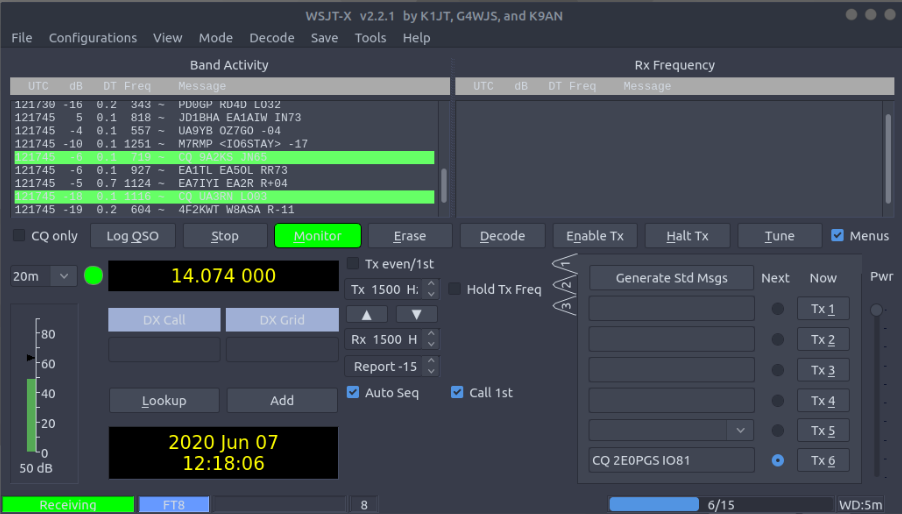 WSJT-X v2.2.1 by K1JT, G4WJS, and K9AN
File Configurations View Mode Decode Save Tools Help
Band Activity
Rx Frequency
UTC dB DT Freq Message
UTC dB DT Freq Message
121730 -16 0.2 343 ~ PD0GP RD4D LO32
121745 5 0.1 818 ~ JD1BHA EA1AIW IN73
121745 -4 0.1 557 ~ UA9YB OZ7GO -04
121745 -10 0.1 1251 ~ M7RMP <IO6STAY> -17
121745 -6 0.1 719 ~ CQ 9A2KS JN65
121745 -6 0.1 927 ~ EA1TL EA5OL RR73
121745 -5 0.7 1124 ~ EA7IYI EA2R R+04
121745 -18 0.1 1116 ~ CQ UA3RN LO03
121745 -19 0.2 604 ~ 4F2KWT W8ASA R-11
CQ only Log QSO Stop Monitor Erase Decode Enable Tx Halt Tx Tune Menus
20m
14.074 000
Tx even/1st
Tx 1500 Hz
Hold Tx Freq
▲ ▼
Rx 1500 H
Report -15
Auto Seq
Call 1st
DX Call DX Grid
Lookup Add
2020 Jun 07
12:18:06
80
60
40
20
0
50 dB
1
2
3
Generate Std Msgs Next Now
Tx 1
Tx 2
Tx 3
Tx 4
Tx 5
CQ 2E0PGS IO81 Tx 6
Pwr
Receiving FT8 8 6/15 WD:5m